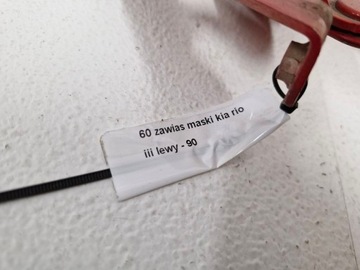 60 zawias maski kia rio
iii lewy - 90